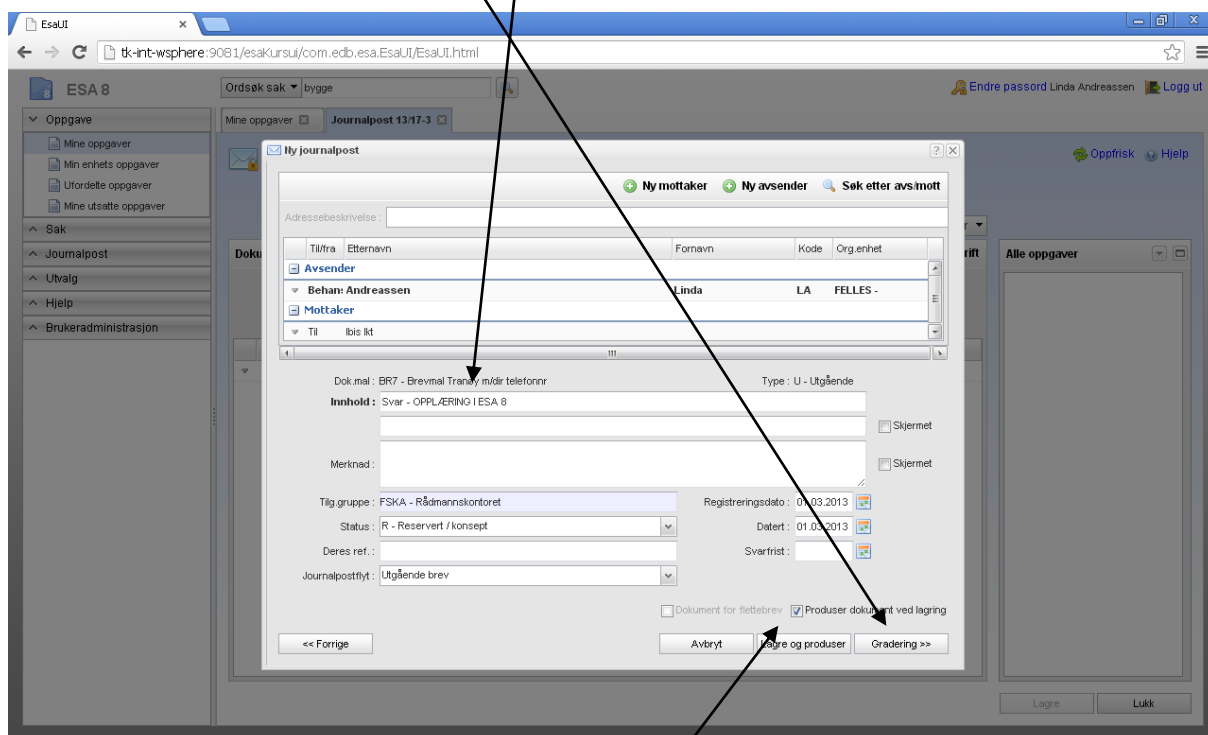 EsaUI
tk-int-wsphere:9081/esaKursui/com.edb.esa.EsaUI/EsaUI.html
ESA 8
Ordsøk sak
bygge
Endre passord Linda Andreassen
Logg ut
Oppgave
Mine oppgaver
Min enhets oppgaver
Ufordelte oppgaver
Mine utsatte oppgaver
Sak
Journalpost
Utvalg
Hjelp
Brukeradministrasjon
Mine oppgaver
Journalpost 13/17-3
Oppfrisk
Hjelp
Alle oppgaver
Ny journalpost
Ny mottaker
Ny avsender
Søk etter avs/mott
Adressebeskrivelse :
Til/fra Etternavn Fornavn Kode Org.enhet
Avsender
Behan: Andreassen Linda LA FELLES -
Mottaker
Til Ibis Ikt
Dok.mal : BR7 - Brevmal Tranøy m/dir telefonnr Type : U - Utgående
Innhold : Svar - OPPLÆRING I ESA 8
Skjermet
Merknad :
Skjermet
Tilg.gruppe : FSKA - Rådmannskontoret Registreringsdato : 01.03.2013
Status : R - Reservert / konsept Datert : 01.03.2013
Deres ref. : Svarfrist :
Journalpostflyt : Utgående brev
Dokument for flettebrev Produser dokument ved lagring
<< Forrige Avbryt Lagre og produser Gradering >>
Lagre Lukk